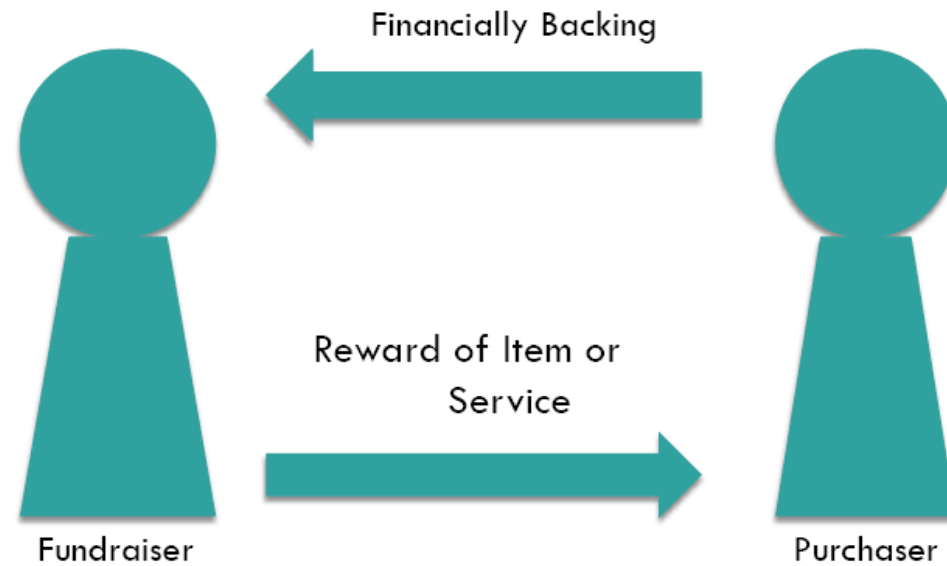 Financially Backing
Reward of Item or
Service
Fundraiser
Purchaser